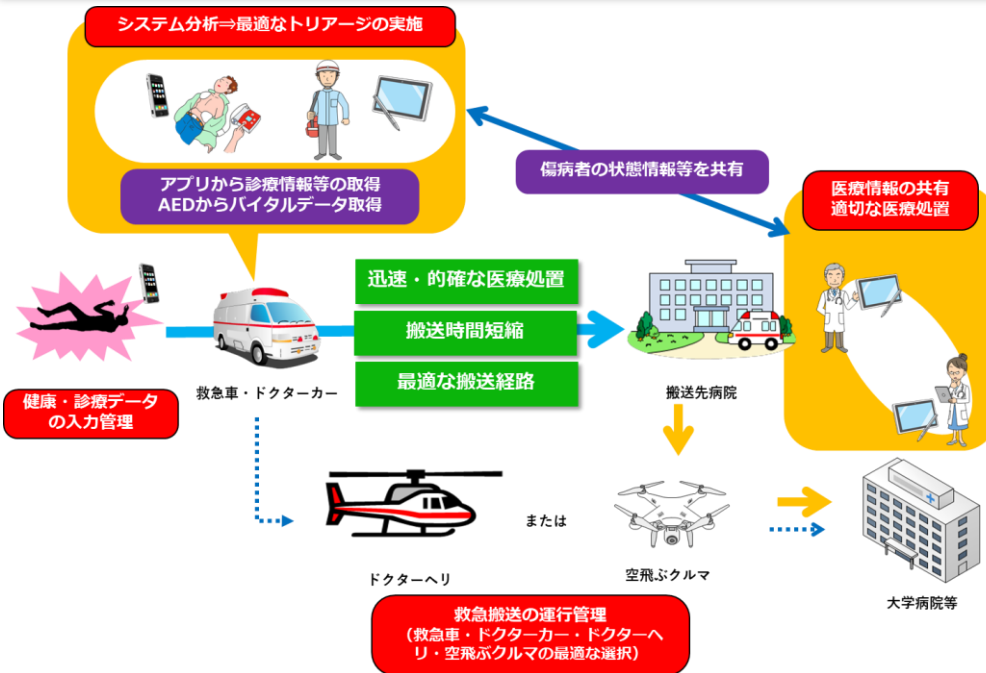 システム分析⇒最適なトリアージの実施
アプリから診療情報等の取得
AEDからバイタルデータ取得
傷病者の状態情報等を共有
医療情報の共有
適切な医療処置
迅速・的確な医療処置
搬送時間短縮
最適な搬送経路
健康・診療データ
の入力管理
救急車・ドクターカー
搬送先病院
または
ドクターヘリ
空飛ぶクルマ
大学病院等
救急搬送の運行管理
（救急車・ドクターカー・ドクターヘ
リ・空飛ぶクルマの最適な選択）